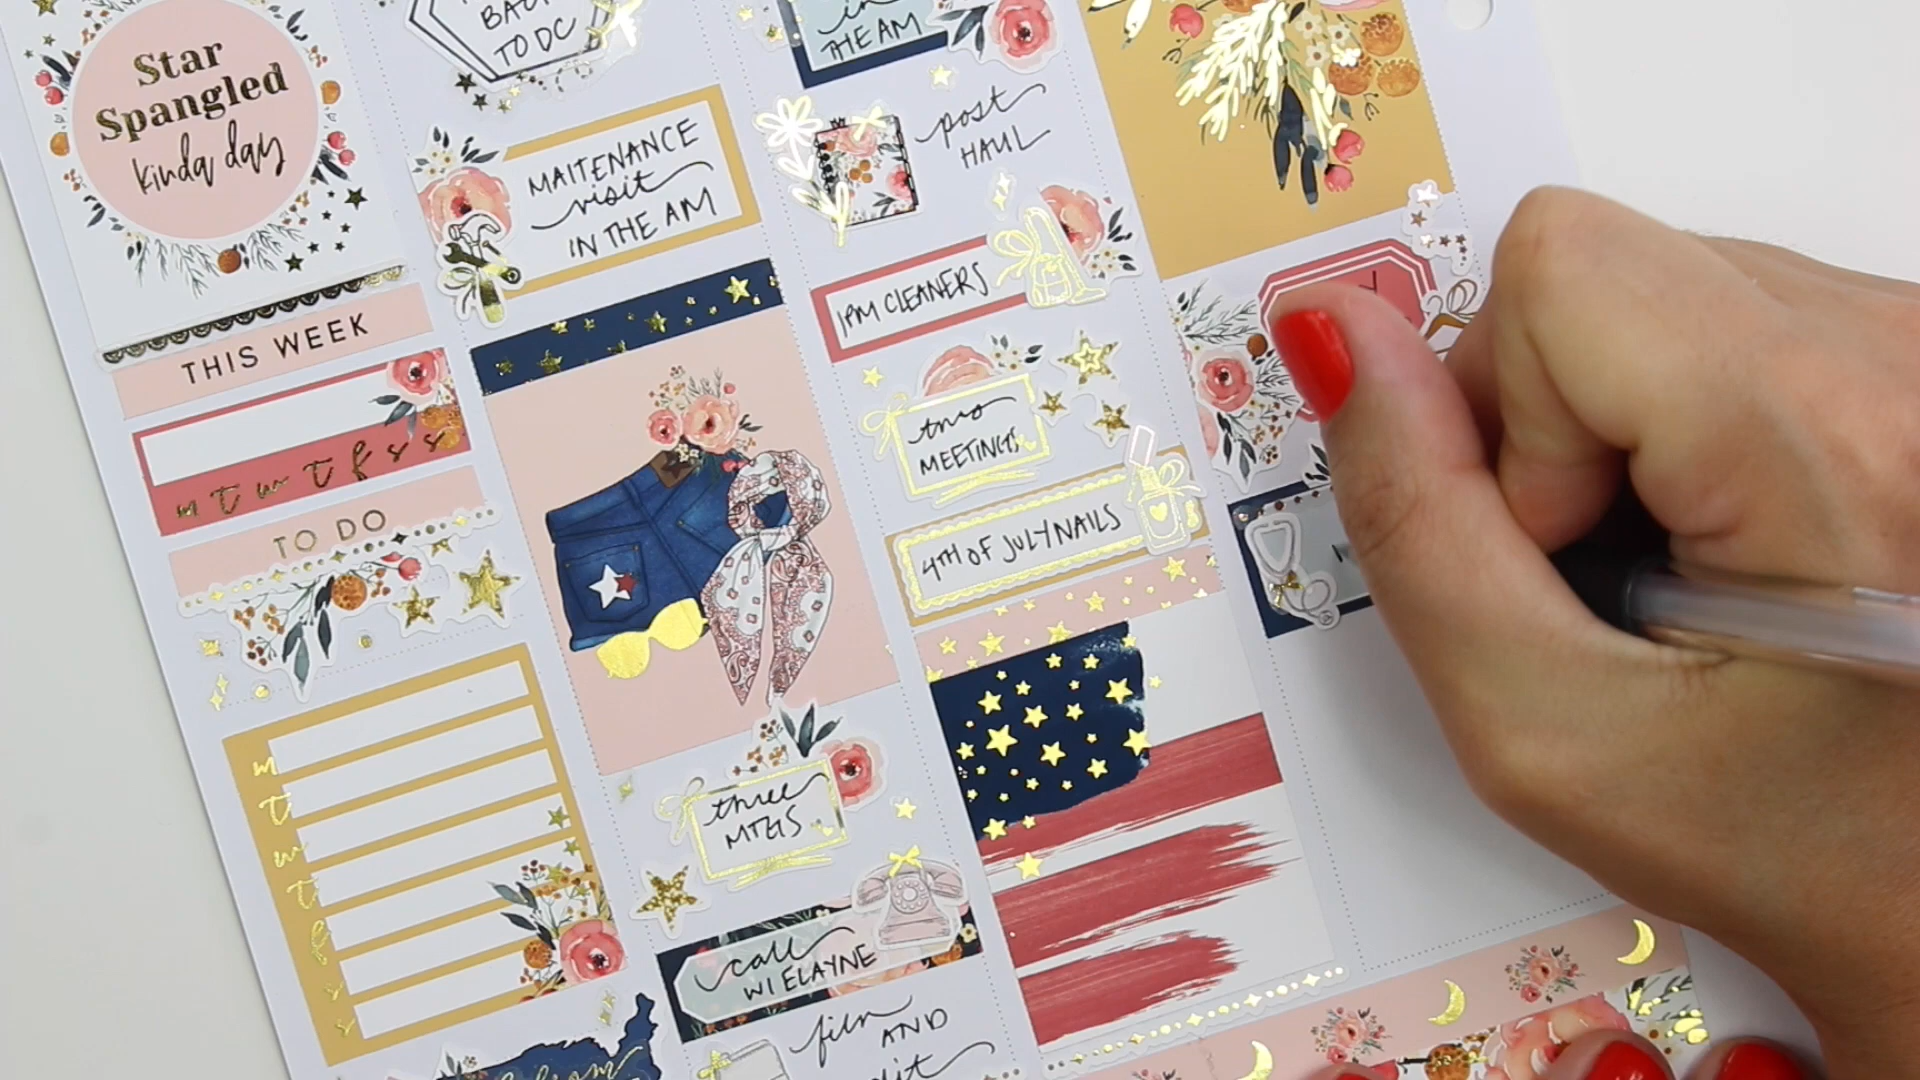 Star
Spangled
kinda day
THIS WEEK
m T w T f s s
TO DO
m
T
w
T
f
s
s
TO DC
MAITENANCE
visit
IN THE AM
three
MTGS
call
W/ ELAYNE
film AND
in
THE AM
post
HAUL
1PM CLEANERS
two
MEETINGS
4TH OF JULY NAILS